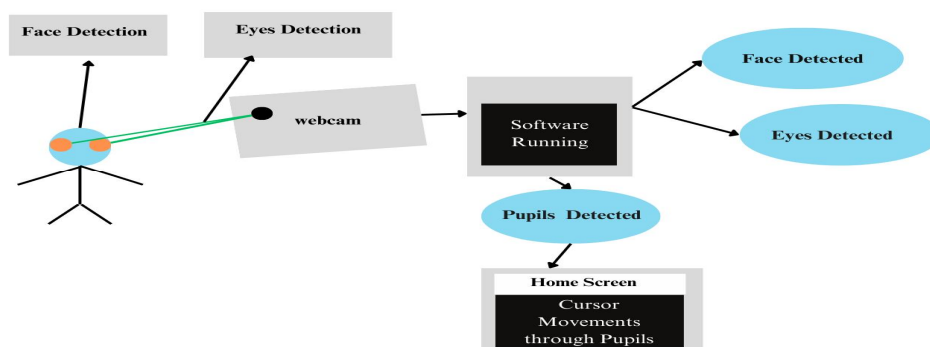 Face Detection
Eyes Detection
webcam
Software
Running
Face Detected
Eyes Detected
Pupils Detected
Home Screen
Cursor
Movements
through Pupils